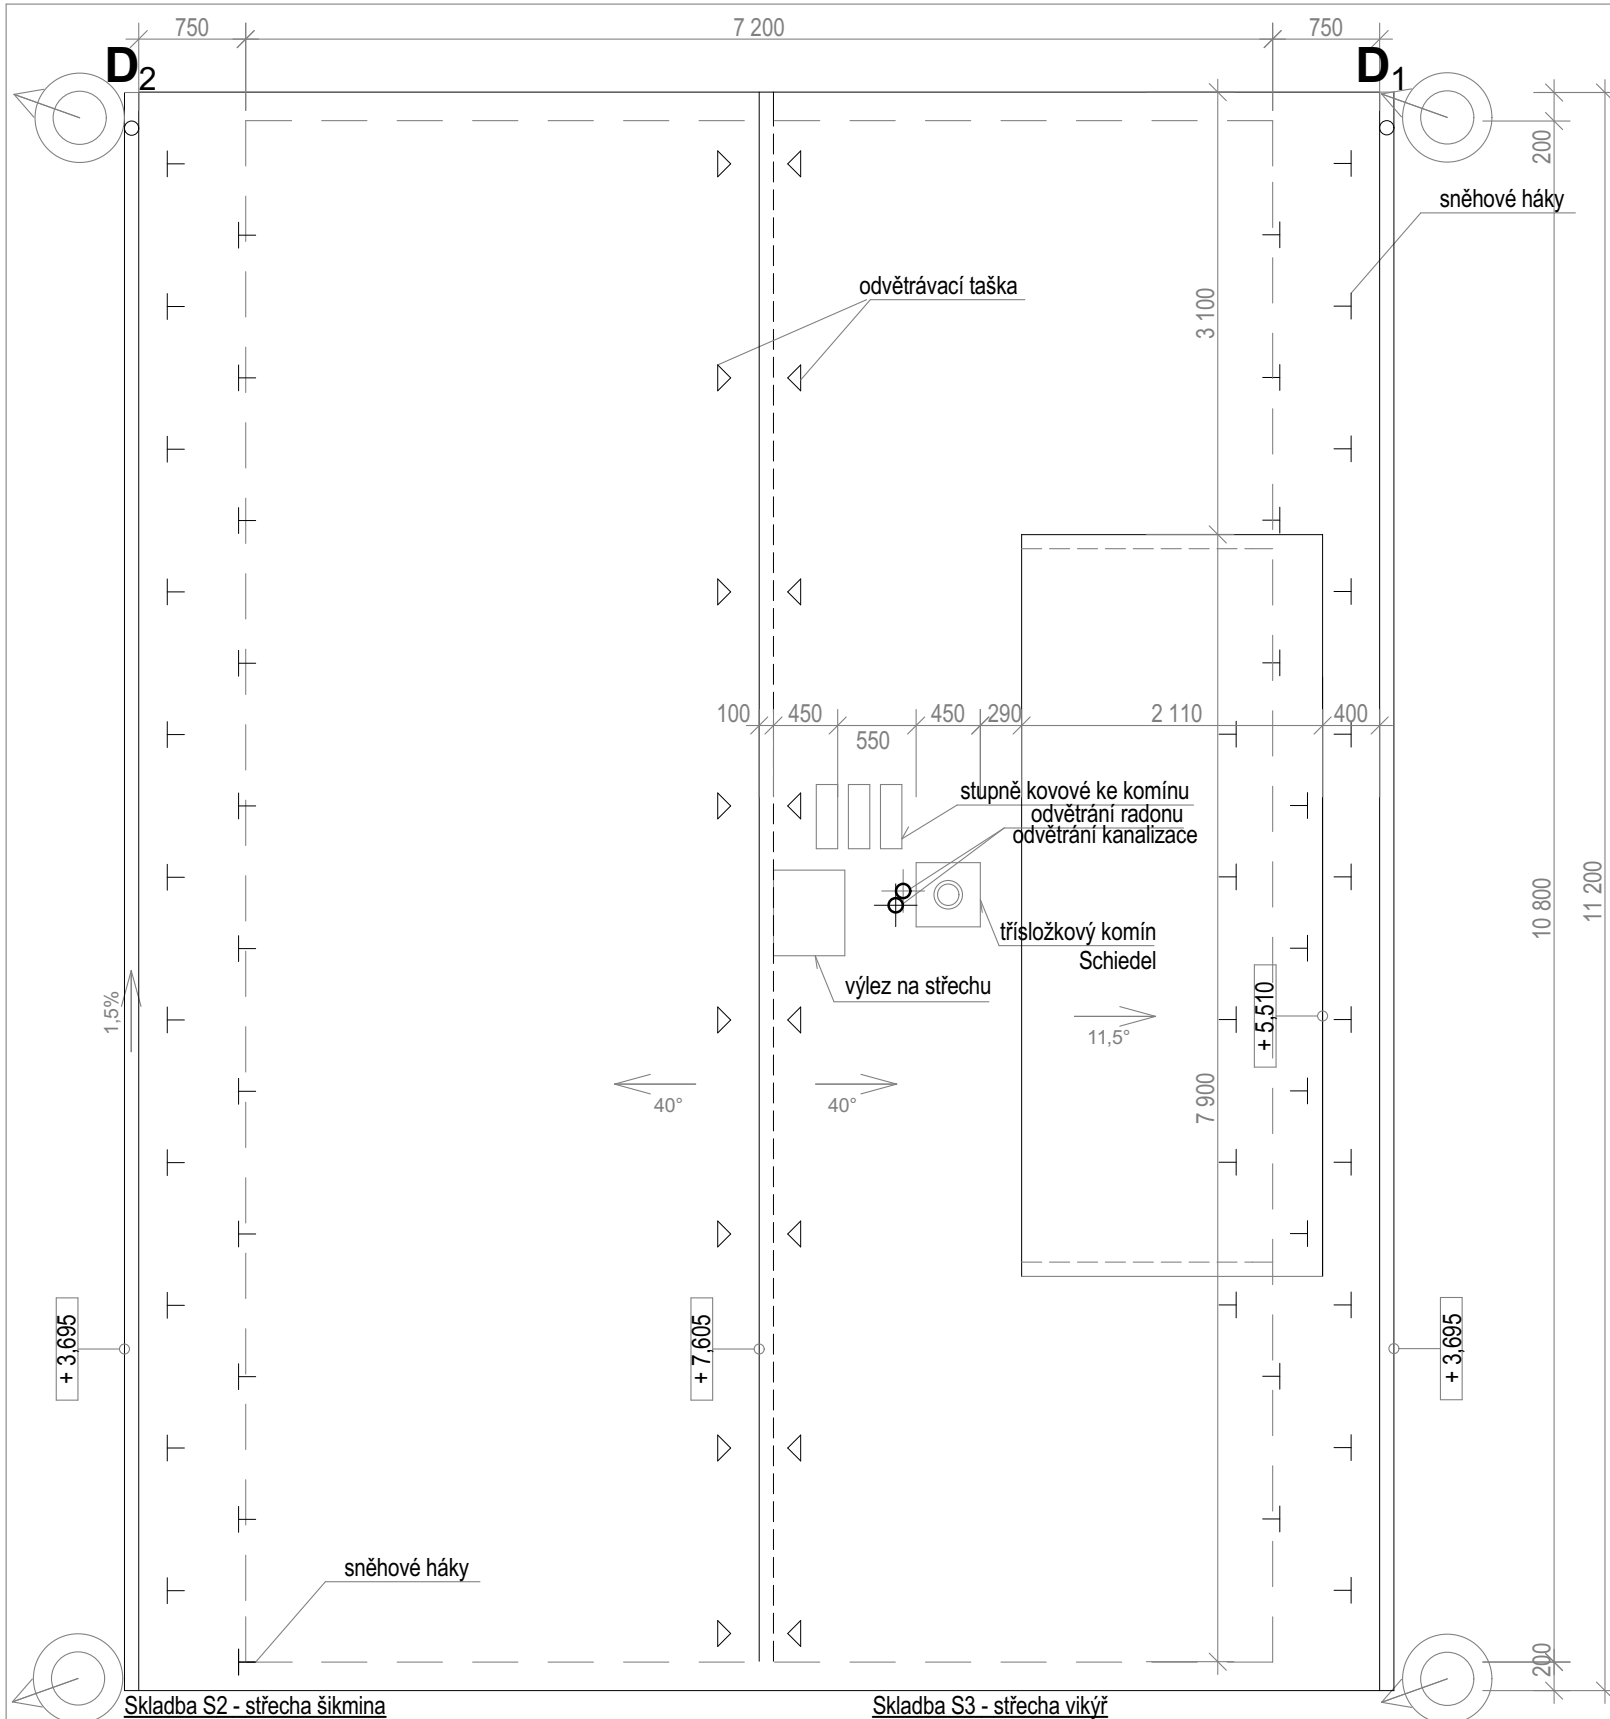 750
7 200
750
D2
D1
200
sněhové háky
odvětrávací taška
3 100
100
450
550
450
290
2 110
400
stupně kovové ke komínu
odvětrání radonu
odvětrání kanalizace
10 800
11 200
třísložkový komín
Schiedel
výlez na střechu
1,5%
+ 5,510
11,5°
40°
40°
7 900
+ 3,695
+ 7,605
+ 3,695
sněhové háky
200
Skladba S2 - střecha šikmina
Skladba S3 - střecha vikýř